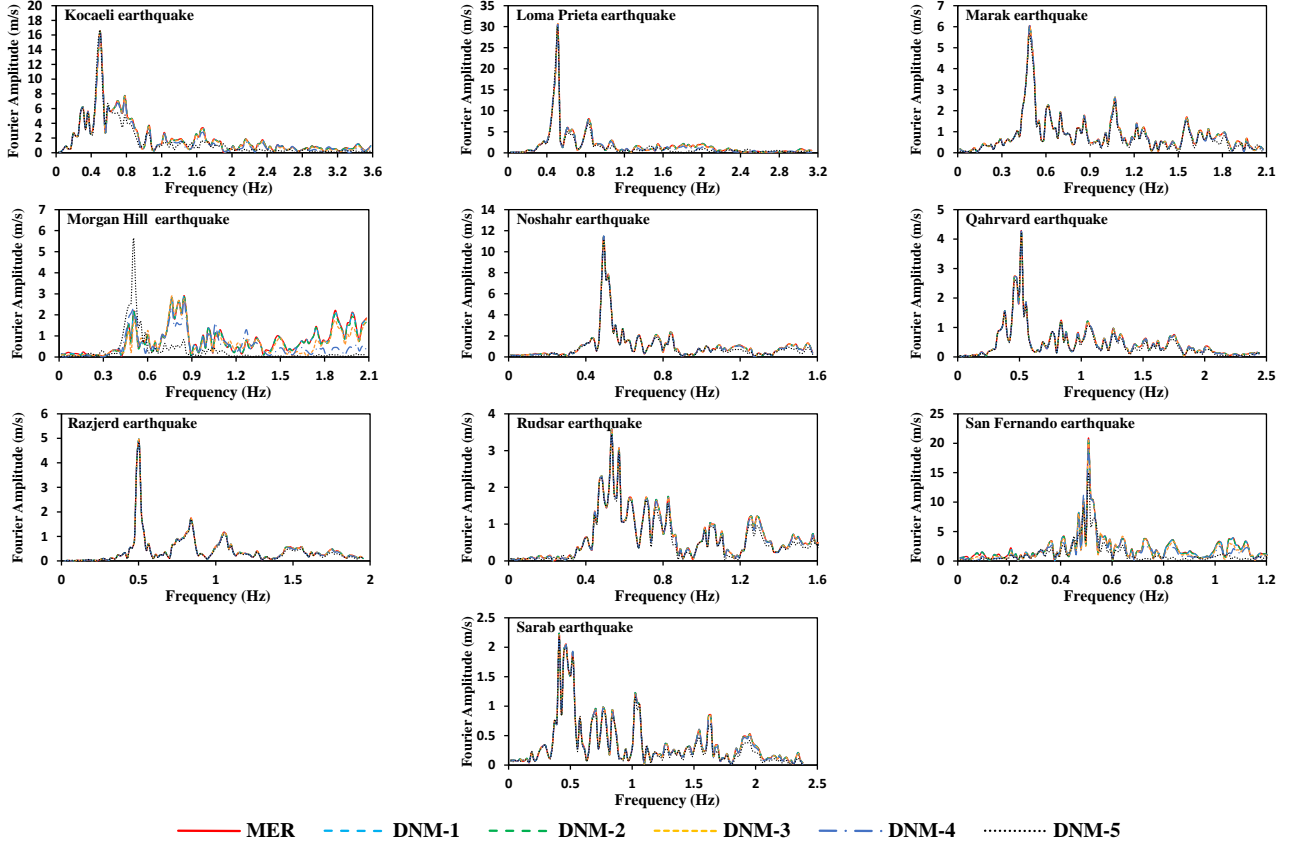 Kocaeli earthquake
Fourier Amplitude (m/s)
20
18
16
14
12
10
8
6
4
2
0
0 0.4 0.8 1.2 1.6 2 2.4 2.8 3.2 3.6
Frequency (Hz)
Loma Prieta earthquake
Fourier Amplitude (m/s)
35
30
25
20
15
10
5
0
0 0.4 0.8 1.2 1.6 2 2.4 2.8 3.2
Frequency (Hz)
Marak earthquake
Fourier Amplitude (m/s)
7
6
5
4
3
2
1
0
0 0.3 0.6 0.9 1.2 1.5 1.8 2.1
Frequency (Hz)
Morgan Hill earthquake
Fourier Amplitude (m/s)
7
6
5
4
3
2
1
0
0 0.3 0.6 0.9 1.2 1.5 1.8 2.1
Frequency (Hz)
Noshahr earthquake
Fourier Amplitude (m/s)
14
12
10
8
6
4
2
0
0 0.4 0.8 1.2 1.6
Frequency (Hz)
Qahrvard earthquake
Fourier Amplitude (m/s)
5
4
3
2
1
0
0 0.5 1 1.5 2 2.5
Frequency (Hz)
Razjerd earthquake
Fourier Amplitude (m/s)
6
5
4
3
2
1
0
0 0.5 1 1.5 2
Frequency (Hz)
Rudsar earthquake
Fourier Amplitude (m/s)
4
3
2
1
0
0 0.4 0.8 1.2 1.6
Frequency (Hz)
San Fernando earthquake
Fourier Amplitude (m/s)
25
20
15
10
5
0
0 0.2 0.4 0.6 0.8 1 1.2
Frequency (Hz)
Sarab earthquake
Fourier Amplitude (m/s)
2.5
2
1.5
1
0.5
0
0 0.5 1 1.5 2 2.5
Frequency (Hz)
MER DNM-1 DNM-2 DNM-3 DNM-4 DNM-5